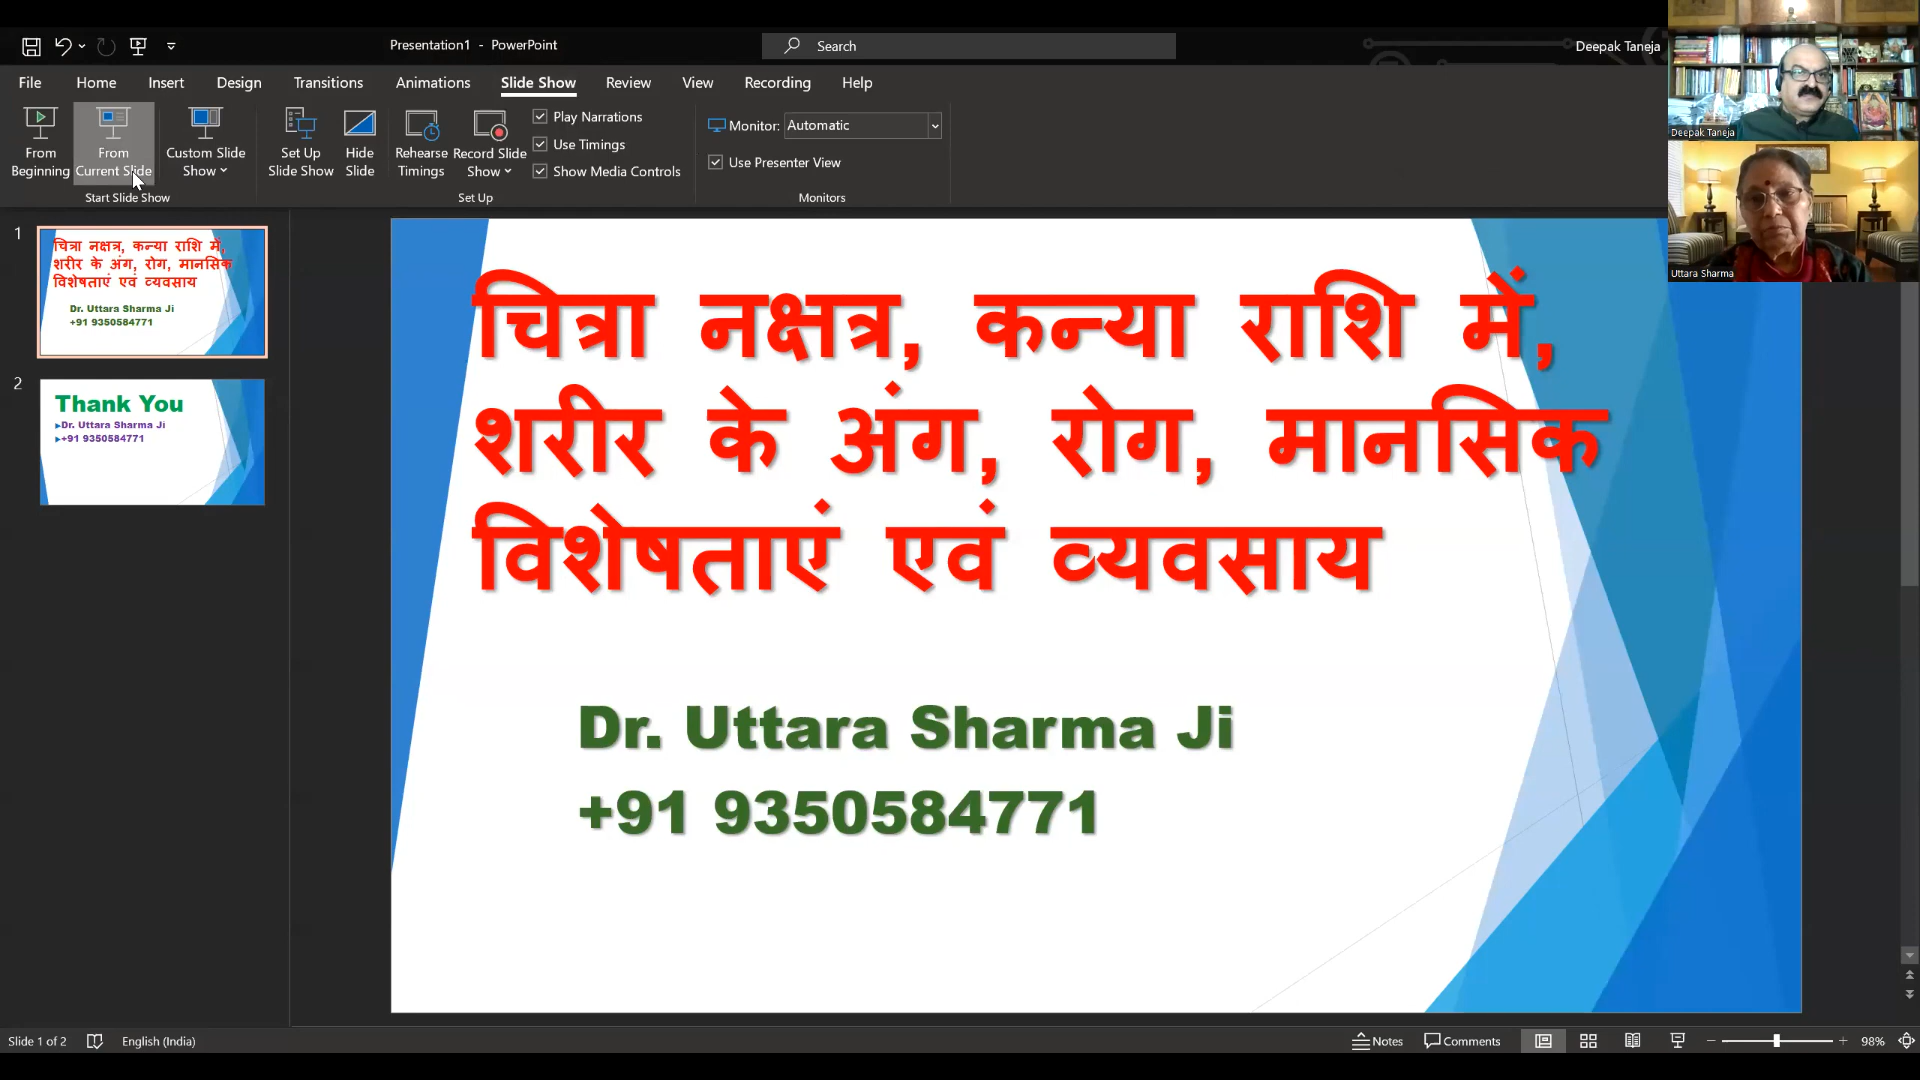 Presentation1 - PowerPoint
Search
Deepak Taneja
File Home Insert Design Transitions Animations Slide Show Review View Recording Help
From Beginning
From Current Slide
Custom Slide Show
Set Up Slide Show
Hide Slide
Rehearse Timings
Record Slide Show
Play Narrations
Use Timings
Show Media Controls
Monitor: Automatic
Use Presenter View
Start Slide Show
Set Up
Monitors
Deepak Taneja
Uttara Sharma
1
चित्रा नक्षत्र, कन्या राशि में,
शरीर के अंग, रोग, मानसिक
विशेषताएं एवं व्यवसाय
Dr. Uttara Sharma Ji
+91 9350584771
2
Thank You
Dr. Uttara Sharma Ji
+91 9350584771
चित्रा नक्षत्र, कन्या राशि में,
शरीर के अंग, रोग, मानसिक
विशेषताएं एवं व्यवसाय
Dr. Uttara Sharma Ji
+91 9350584771
Slide 1 of 2
English (India)
Notes
Comments
98%